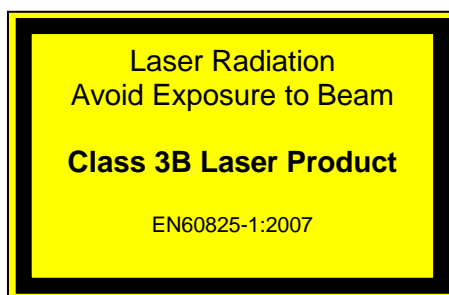 Laser Radiation
Avoid Exposure to Beam
Class 3B Laser Product
EN60825-1:2007